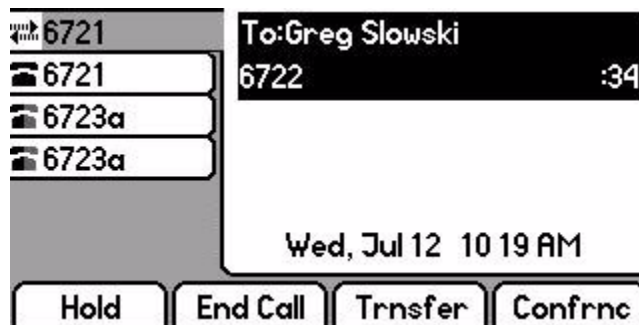 6721
6721
6723a
6723a
To:Greg Slowski
6722 :34
Wed, Jul 12 10 19 AM
Hold End Call Trnsfer Confrnc